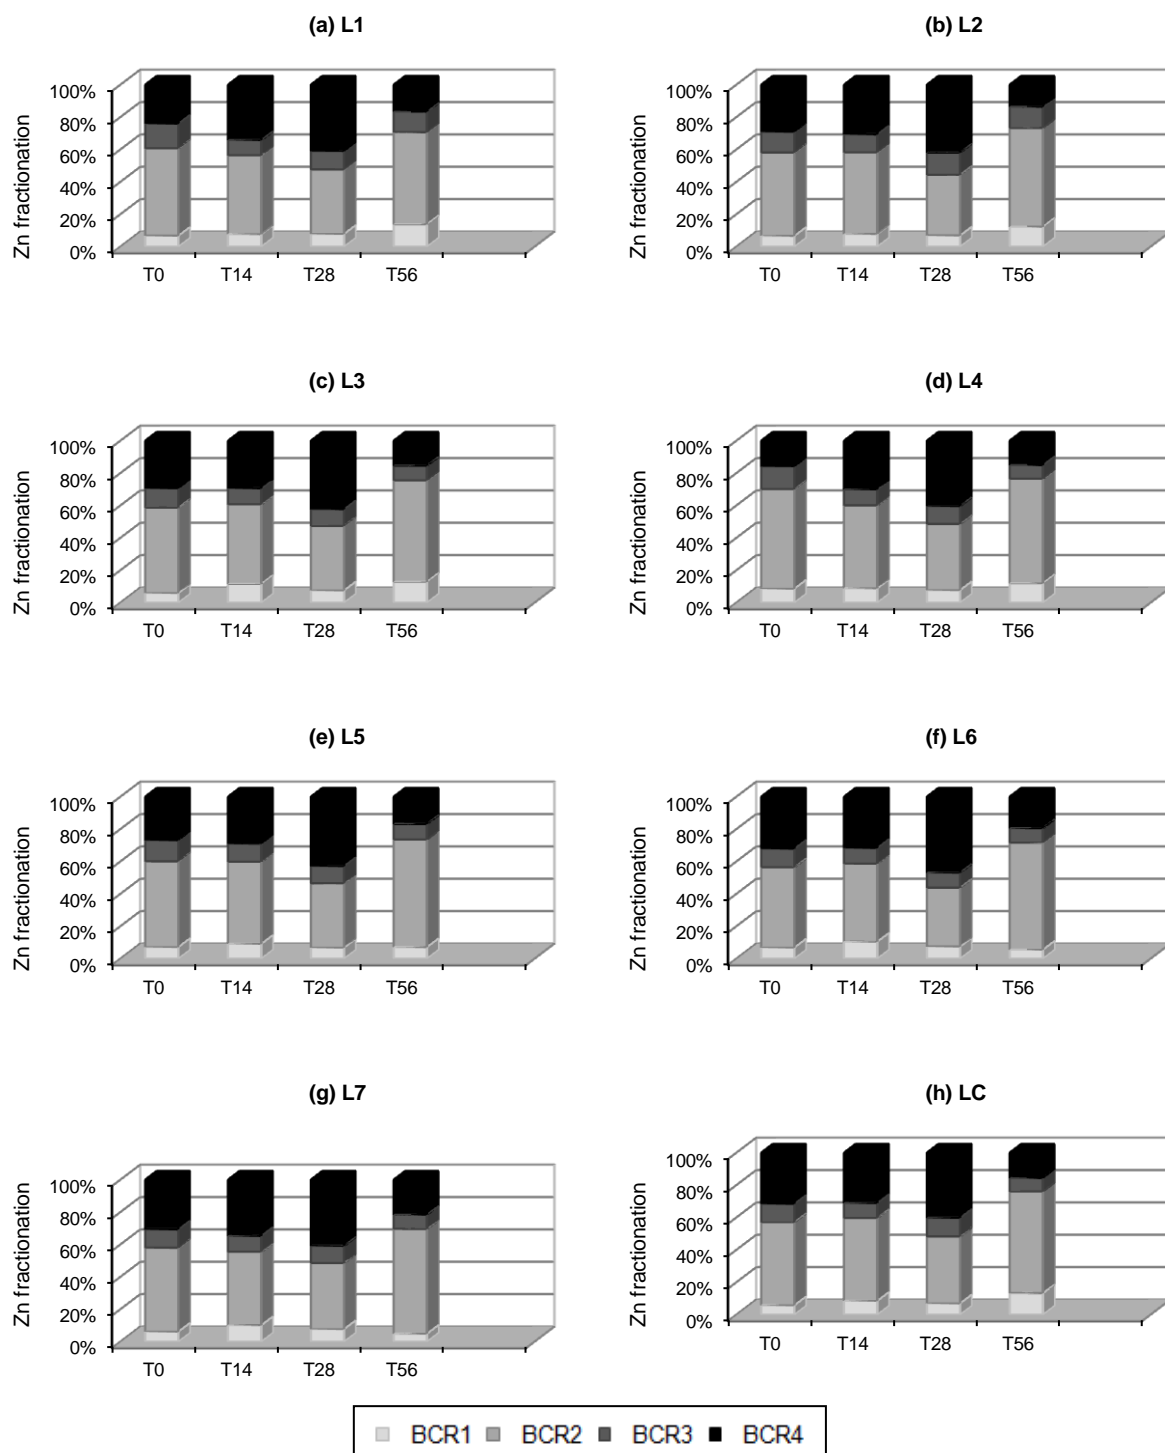 (a) L1
(b) L2
Zn fractionation
100%
80%
60%
40%
20%
0%
T0 T14 T28 T56
Zn fractionation
100%
80%
60%
40%
20%
0%
T0 T14 T28 T56
(c) L3
(d) L4
Zn fractionation
100%
80%
60%
40%
20%
0%
T0 T14 T28 T56
Zn fractionation
100%
80%
60%
40%
20%
0%
T0 T14 T28 T56
(e) L5
(f) L6
Zn fractionation
100%
80%
60%
40%
20%
0%
T0 T14 T28 T56
Zn fractionation
100%
80%
60%
40%
20%
0%
T0 T14 T28 T56
(g) L7
(h) LC
Zn fractionation
100%
80%
60%
40%
20%
0%
T0 T14 T28 T56
Zn fractionation
100%
80%
60%
40%
20%
0%
T0 T14 T28 T56
BCR1 BCR2 BCR3 BCR4